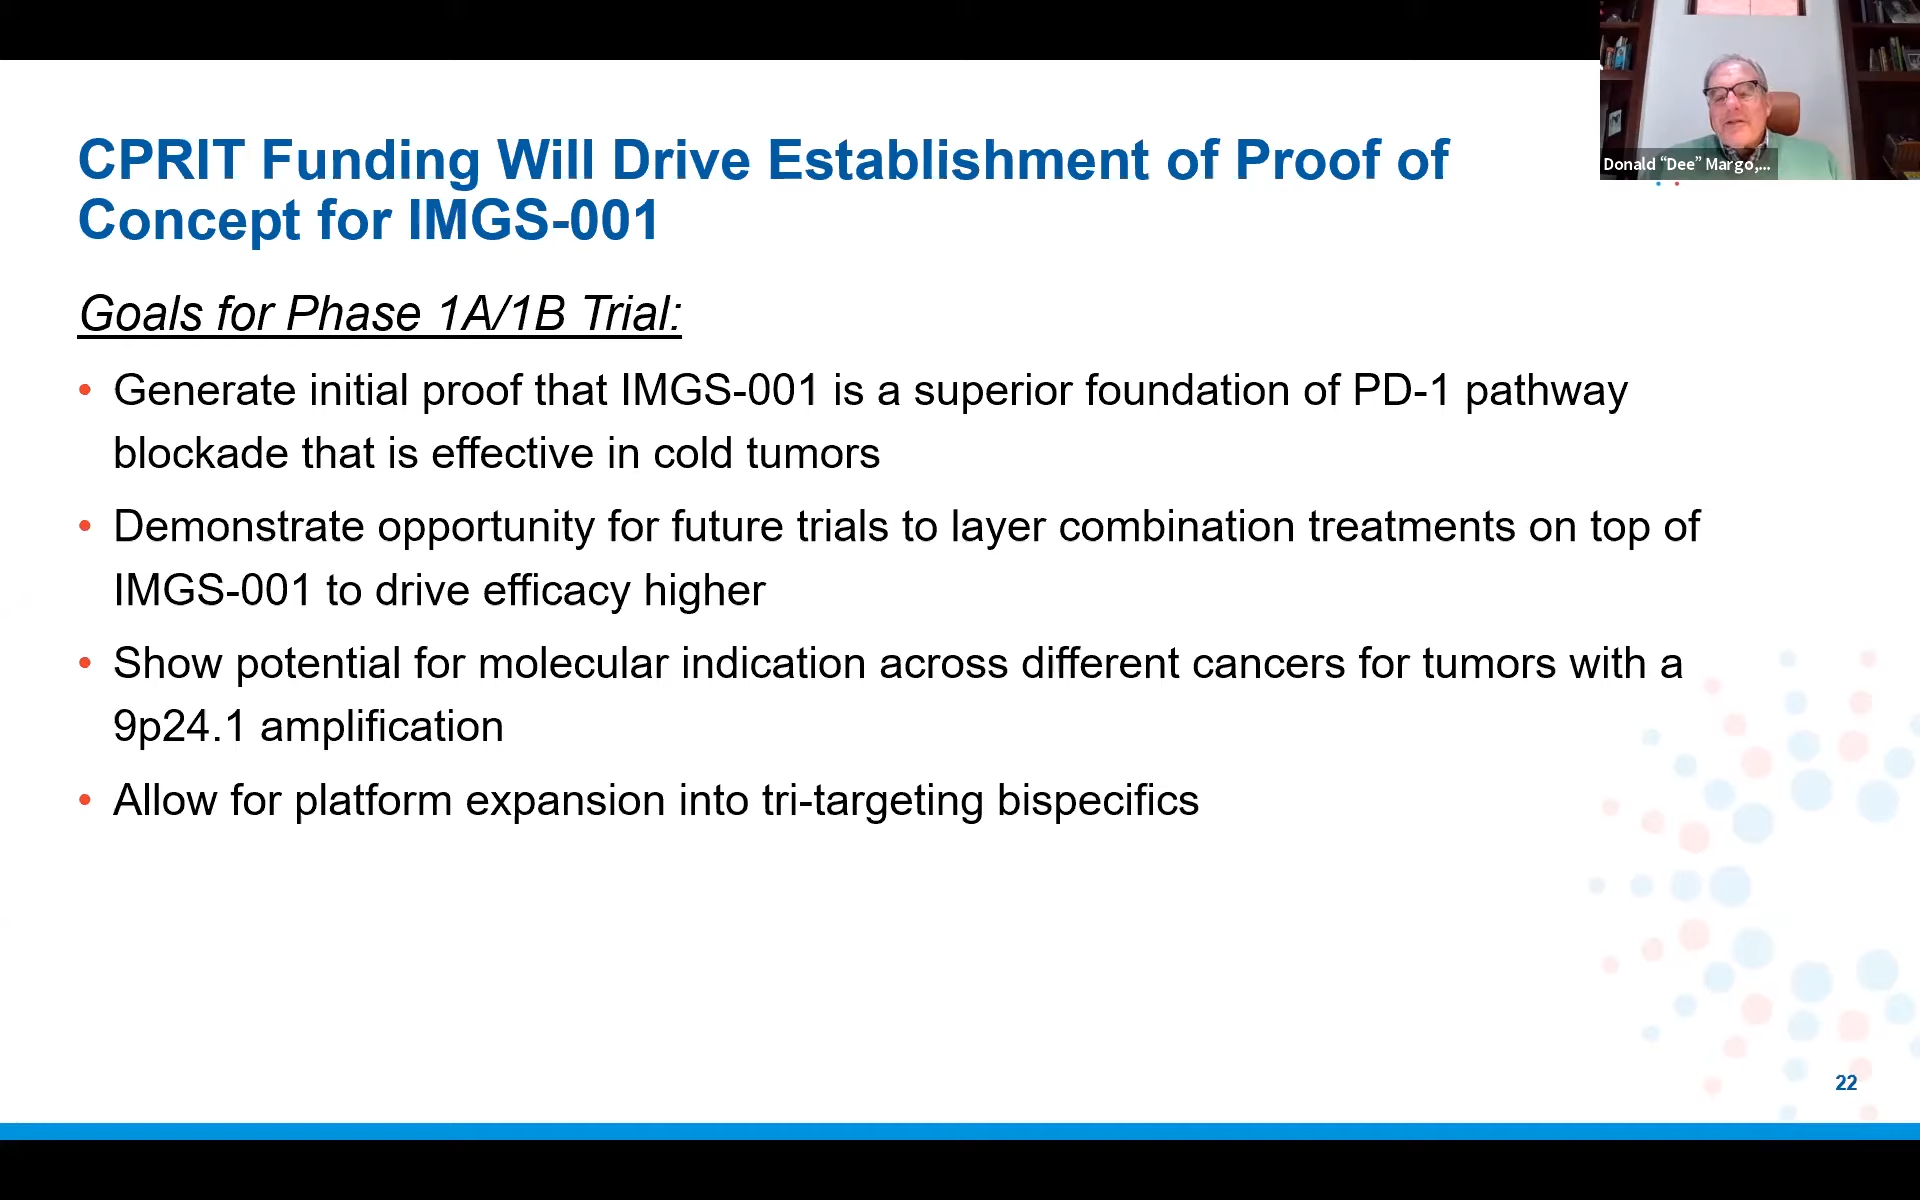 CPRIT Funding Will Drive Establishment of Proof of
Concept for IMGS-001
Donald “Dee” Margo,...
Goals for Phase 1A/1B Trial:
• Generate initial proof that IMGS-001 is a superior foundation of PD-1 pathway
blockade that is effective in cold tumors
• Demonstrate opportunity for future trials to layer combination treatments on top of
IMGS-001 to drive efficacy higher
• Show potential for molecular indication across different cancers for tumors with a
9p24.1 amplification
• Allow for platform expansion into tri-targeting bispecifics
22